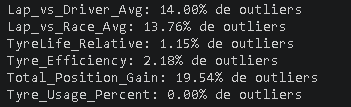 Lap_vs_Driver_Avg: 14.00% de outliers
Lap_vs_Race_Avg: 13.76% de outliers
TyreLife_Relative: 1.15% de outliers
Tyre_Efficiency: 2.18% de outliers
Total_Position_Gain: 19.54% de outliers
Tyre_Usage_Percent: 0.00% de outliers